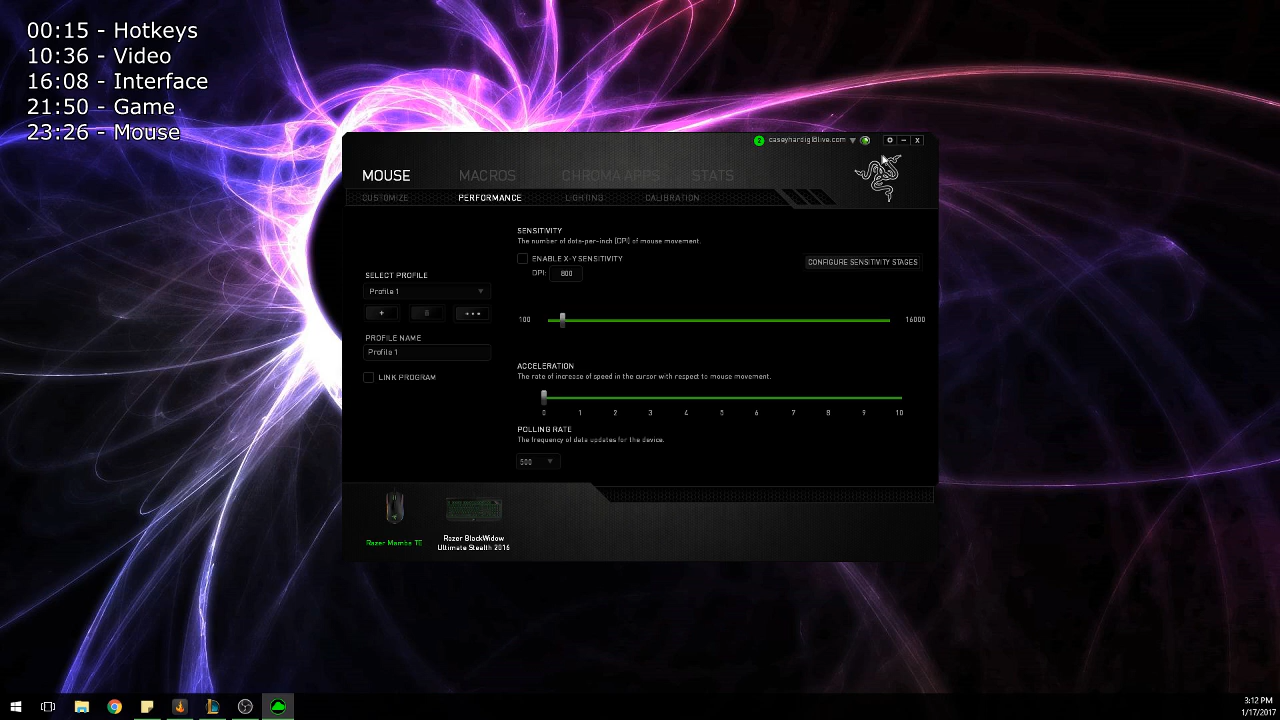 00:15 - Hotkeys
10:36 - Video
16:08 - Interface
21:50 - Game
23:26 - Mouse
caseyhardigl@live.com
MOUSE MACROS CHROMA APPS STATS
CUSTOMIZE PERFORMANCE LIGHTING CALIBRATION
SENSITIVITY
The number of dots-per-inch (DPI) of mouse movement.
ENABLE X-Y SENSITIVITY
DPI: 800
CONFIGURE SENSITIVITY STAGES
SELECT PROFILE
Profile 1
100 16000
PROFILE NAME
Profile 1
LINK PROGRAM
ACCELERATION
The rate of increase of speed in the cursor with respect to mouse movement.
0 1 2 3 4 5 6 7 8 9 10
POLLING RATE
The frequency of data updates for the device.
500
Razer Mamba TE
Razer BlackWidow
Ultimate Stealth 2016
3:12 PM
1/17/2017